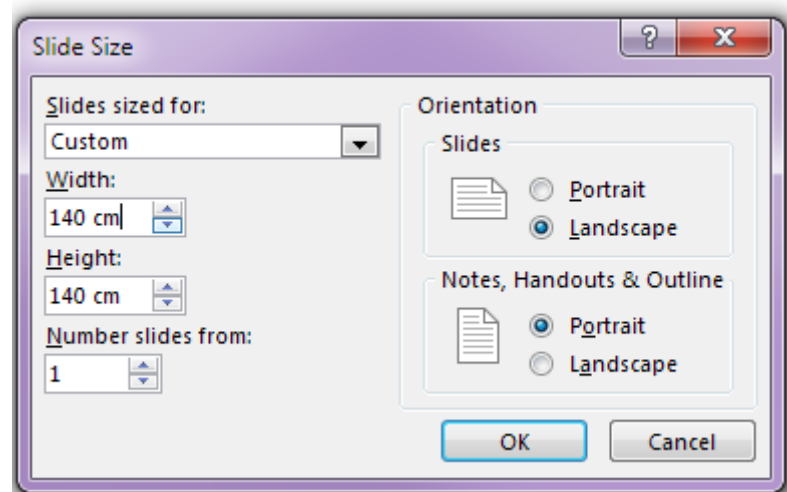 Slide Size
?
X
Slides sized for:
Custom
Width:
140 cm
Height:
140 cm
Number slides from:
1
Orientation
Slides
Portrait
Landscape
Notes, Handouts & Outline
Portrait
Landscape
OK
Cancel